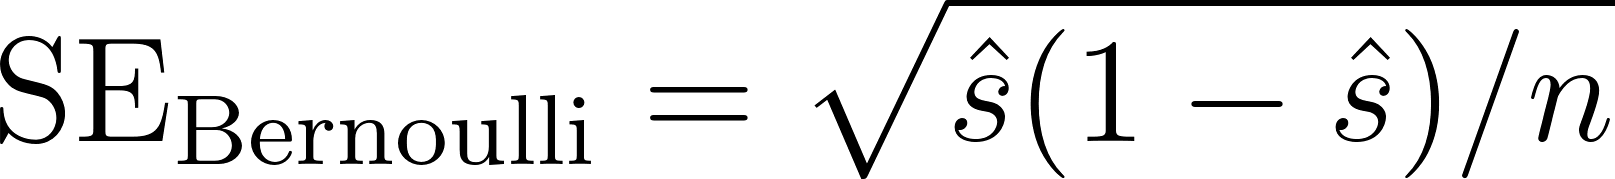 SE_Bernoulli = √(ŝ(1 − ŝ)/n)